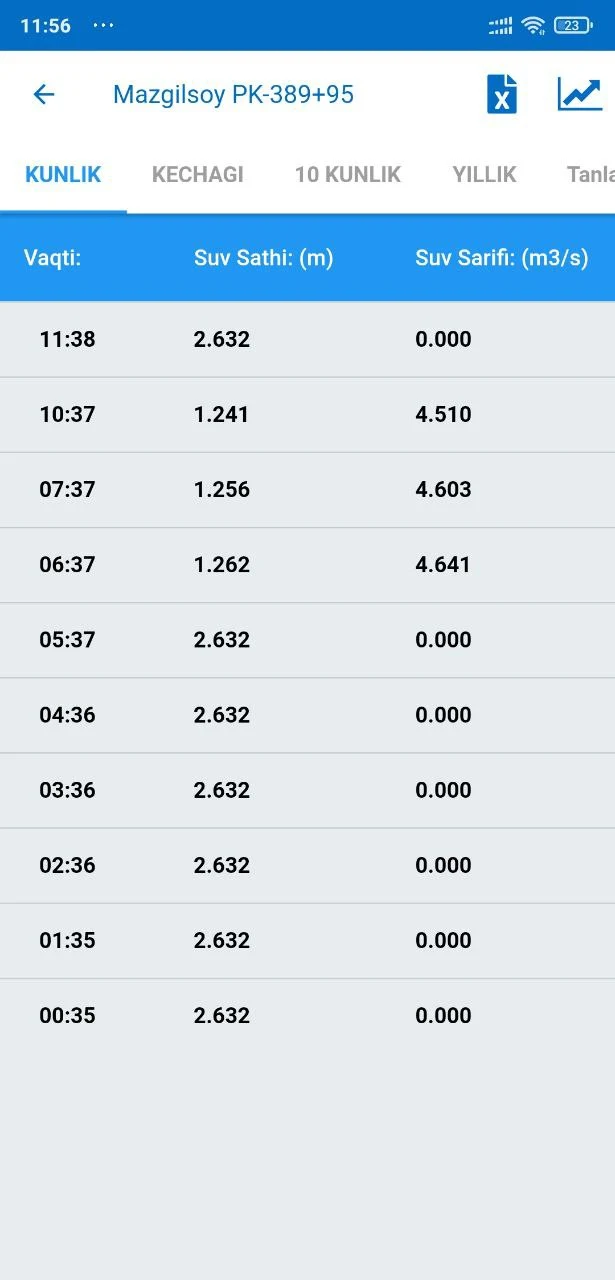 11:56 ... 23
Mazgilsoy PK-389+95
KUNLIK KECHAGI 10 KUNLIK YILLIK Tanla
Vaqti: Suv Sathi: (m) Suv Sarifi: (m3/s)
11:38 2.632 0.000
10:37 1.241 4.510
07:37 1.256 4.603
06:37 1.262 4.641
05:37 2.632 0.000
04:36 2.632 0.000
03:36 2.632 0.000
02:36 2.632 0.000
01:35 2.632 0.000
00:35 2.632 0.000